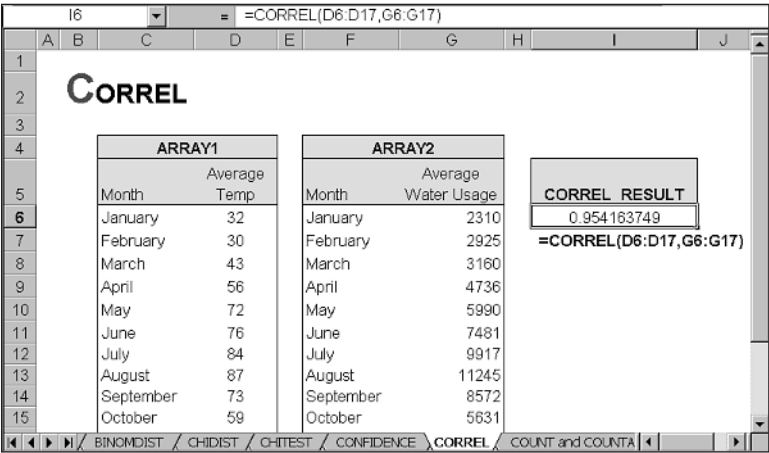 I6 = =CORREL(D6:D17,G6:G17)
A B C D E F G H I J
1
2 CORREL
3
4 ARRAY1 ARRAY2
Average Average
5 Month Temp Month Water Usage CORREL RESULT
6 January 32 January 2310 0.954163749
7 February 30 February 2925 =CORREL(D6:D17,G6:G17)
8 March 43 March 3160
9 April 56 April 4736
10 May 72 May 5990
11 June 76 June 7481
12 July 84 July 9917
13 August 87 August 11245
14 September 73 September 8572
15 October 59 October 5631
BINOMDIST / CHIDIST / CHITEST / CONFIDENCE \ CORREL / COUNT and COUNTA